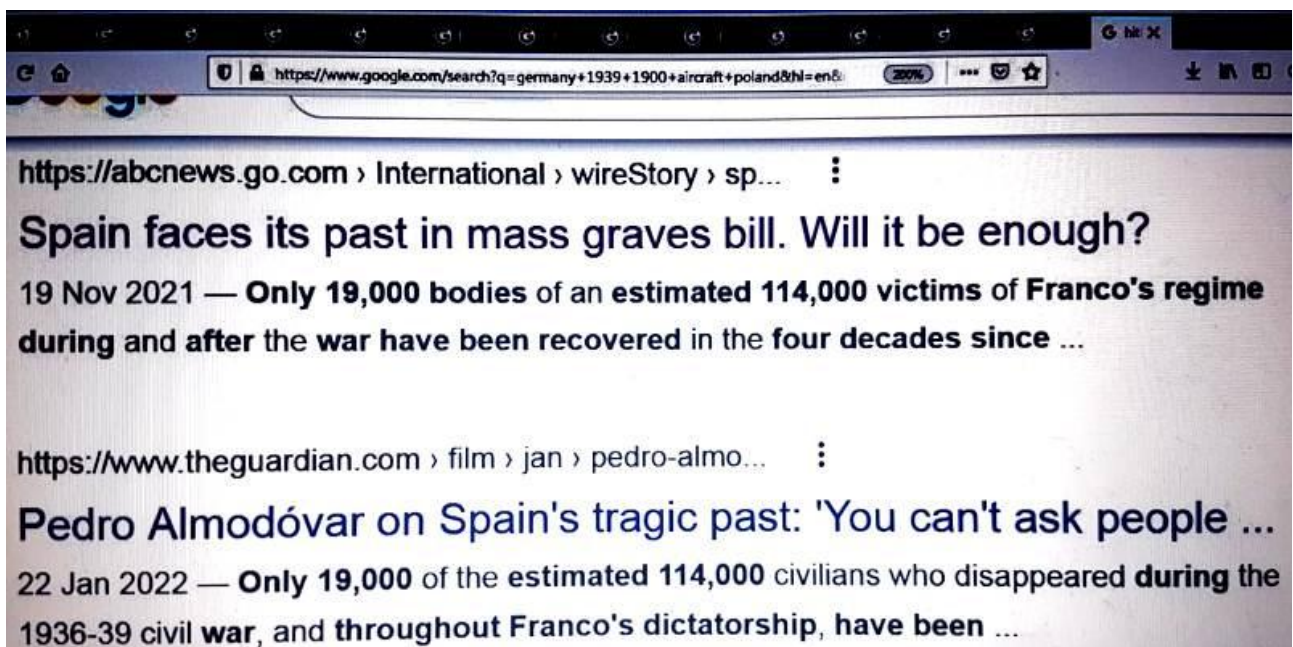 G hit X
https://www.google.com/search?q=germany+1939+1900+aircraft+poland&hl=en&
200%
https://abcnews.go.com › International › wireStory › sp...
Spain faces its past in mass graves bill. Will it be enough?
19 Nov 2021 — Only 19,000 bodies of an estimated 114,000 victims of Franco's regime
during and after the war have been recovered in the four decades since ...
https://www.theguardian.com › film › jan › pedro-almo...
Pedro Almodóvar on Spain's tragic past: 'You can't ask people ...
22 Jan 2022 — Only 19,000 of the estimated 114,000 civilians who disappeared during the
1936-39 civil war, and throughout Franco's dictatorship, have been ...